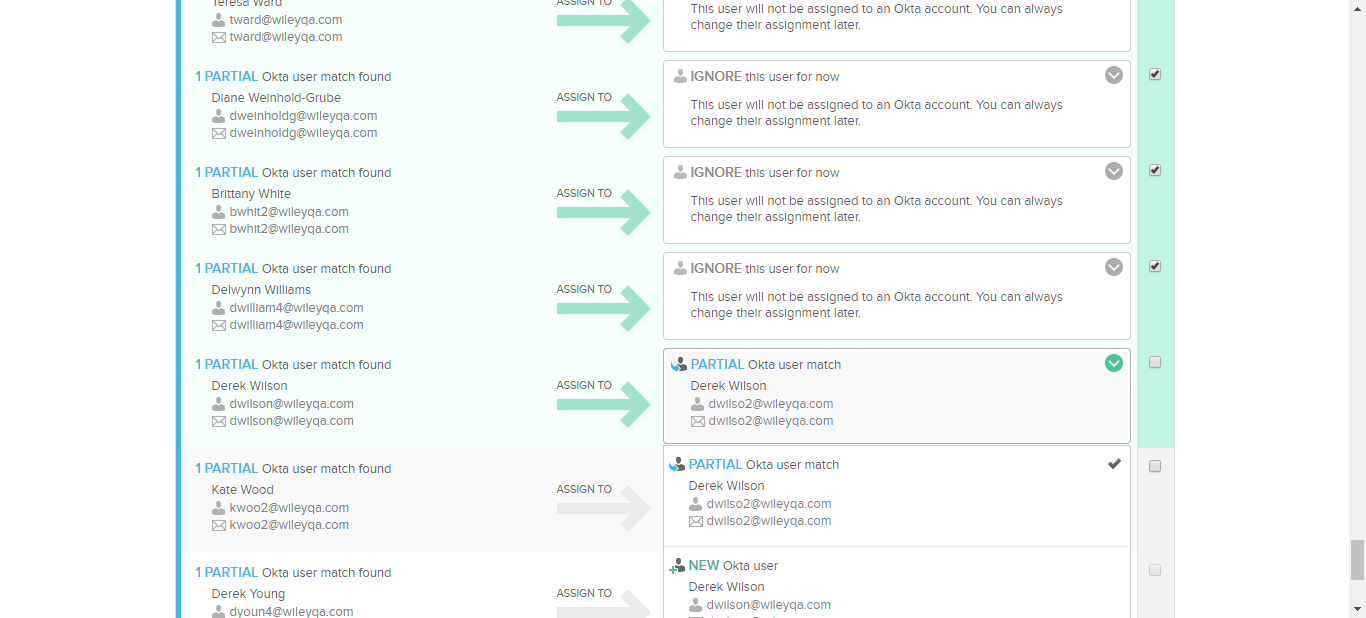 Teresa Ward
tward@wileyqa.com
tward@wileyqa.com
ASSIGN TO
This user will not be assigned to an Okta account. You can always
change their assignment later.
1 PARTIAL Okta user match found
Diane Weinhold-Grube
dweinholdg@wileyqa.com
dweinholdg@wileyqa.com
ASSIGN TO
IGNORE this user for now
This user will not be assigned to an Okta account. You can always
change their assignment later.
1 PARTIAL Okta user match found
Brittany White
bwhit2@wileyqa.com
bwhit2@wileyqa.com
ASSIGN TO
IGNORE this user for now
This user will not be assigned to an Okta account. You can always
change their assignment later.
1 PARTIAL Okta user match found
Delwynn Williams
dwilliam4@wileyqa.com
dwilliam4@wileyqa.com
ASSIGN TO
IGNORE this user for now
This user will not be assigned to an Okta account. You can always
change their assignment later.
1 PARTIAL Okta user match found
Derek Wilson
dwilson@wileyqa.com
dwilson@wileyqa.com
ASSIGN TO
PARTIAL Okta user match
Derek Wilson
dwilso2@wileyqa.com
dwilso2@wileyqa.com
1 PARTIAL Okta user match found
Kate Wood
kwoo2@wileyqa.com
kwoo2@wileyqa.com
ASSIGN TO
PARTIAL Okta user match
Derek Wilson
dwilso2@wileyqa.com
dwilso2@wileyqa.com
1 PARTIAL Okta user match found
Derek Young
dyoun4@wileyqa.com
ASSIGN TO
NEW Okta user
Derek Wilson
dwilson@wileyqa.com